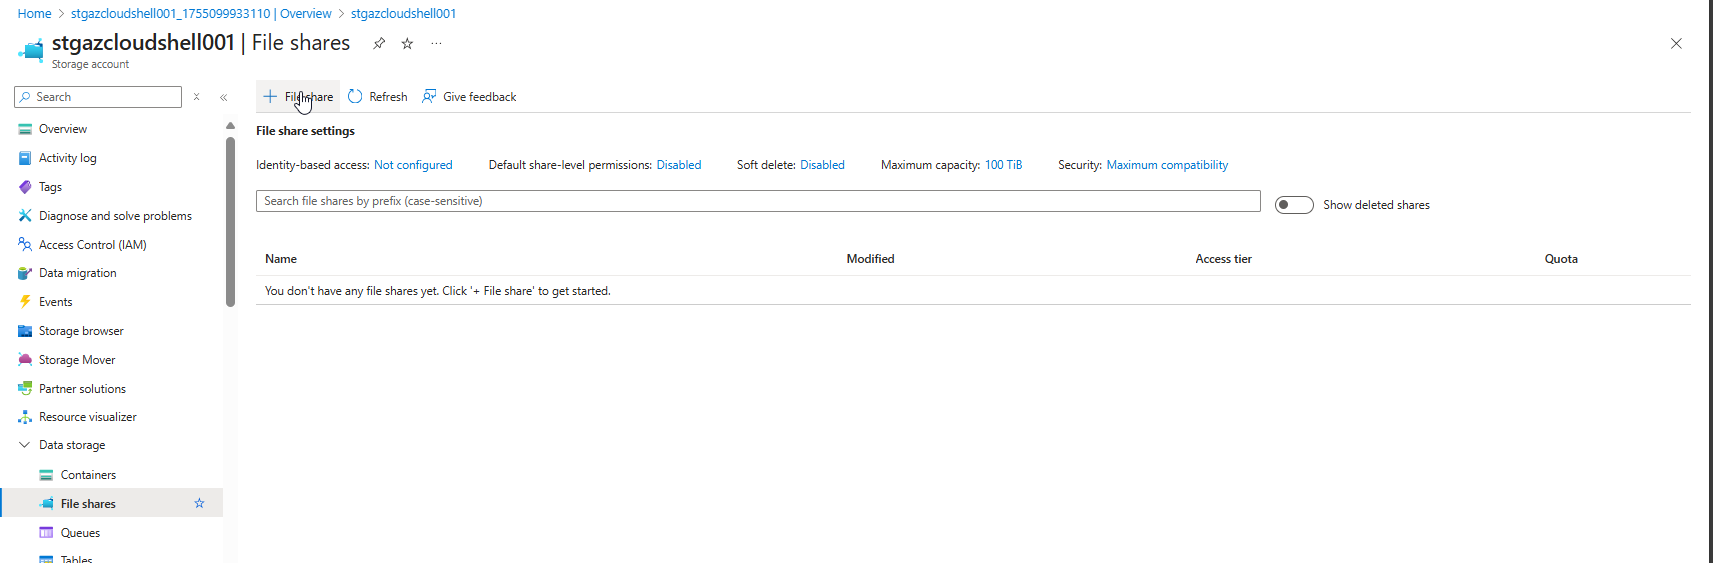 Home > stgazcloudshell001_1755099933110 | Overview > stgazcloudshell001
stgazcloudshell001 | File shares
Storage account
Search
+ File share Refresh Give feedback
Overview
Activity log
Tags
Diagnose and solve problems
Access Control (IAM)
Data migration
Events
Storage browser
Storage Mover
Partner solutions
Resource visualizer
Data storage
Containers
File shares
Queues
Tables
File share settings
Identity-based access: Not configured Default share-level permissions: Disabled Soft delete: Disabled Maximum capacity: 100 TiB Security: Maximum compatibility
Search file shares by prefix (case-sensitive) Show deleted shares
Name Modified Access tier Quota
You don't have any file shares yet. Click '+ File share' to get started.